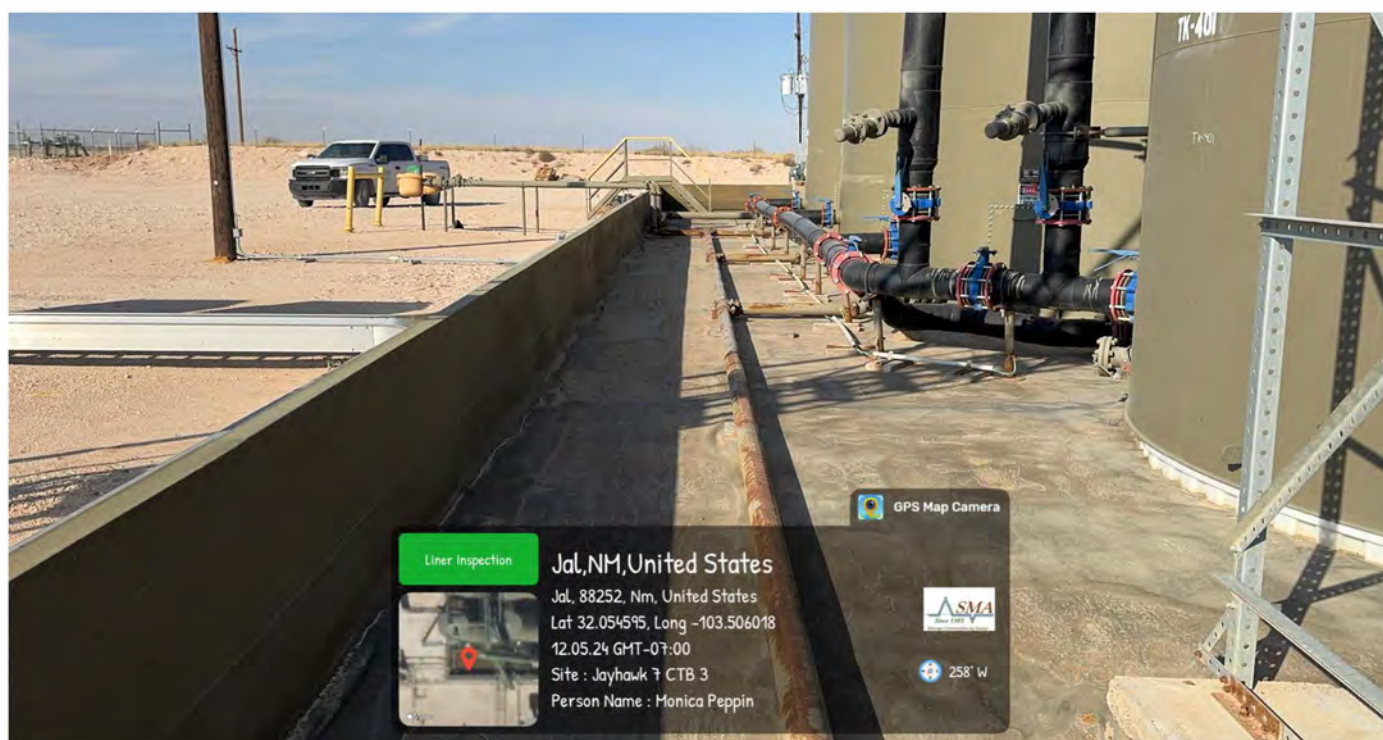 TK-401
TK-401
GPS Map Camera
Liner Inspection
Jal,NM,United States
Jal, 88252, Nm, United States
Lat 32.054595, Long -103.506018
12.05.24 GMT-07:00
Site : Jayhawk 7 CTB 3
Person Name : Monica Peppin
SMA
258° W